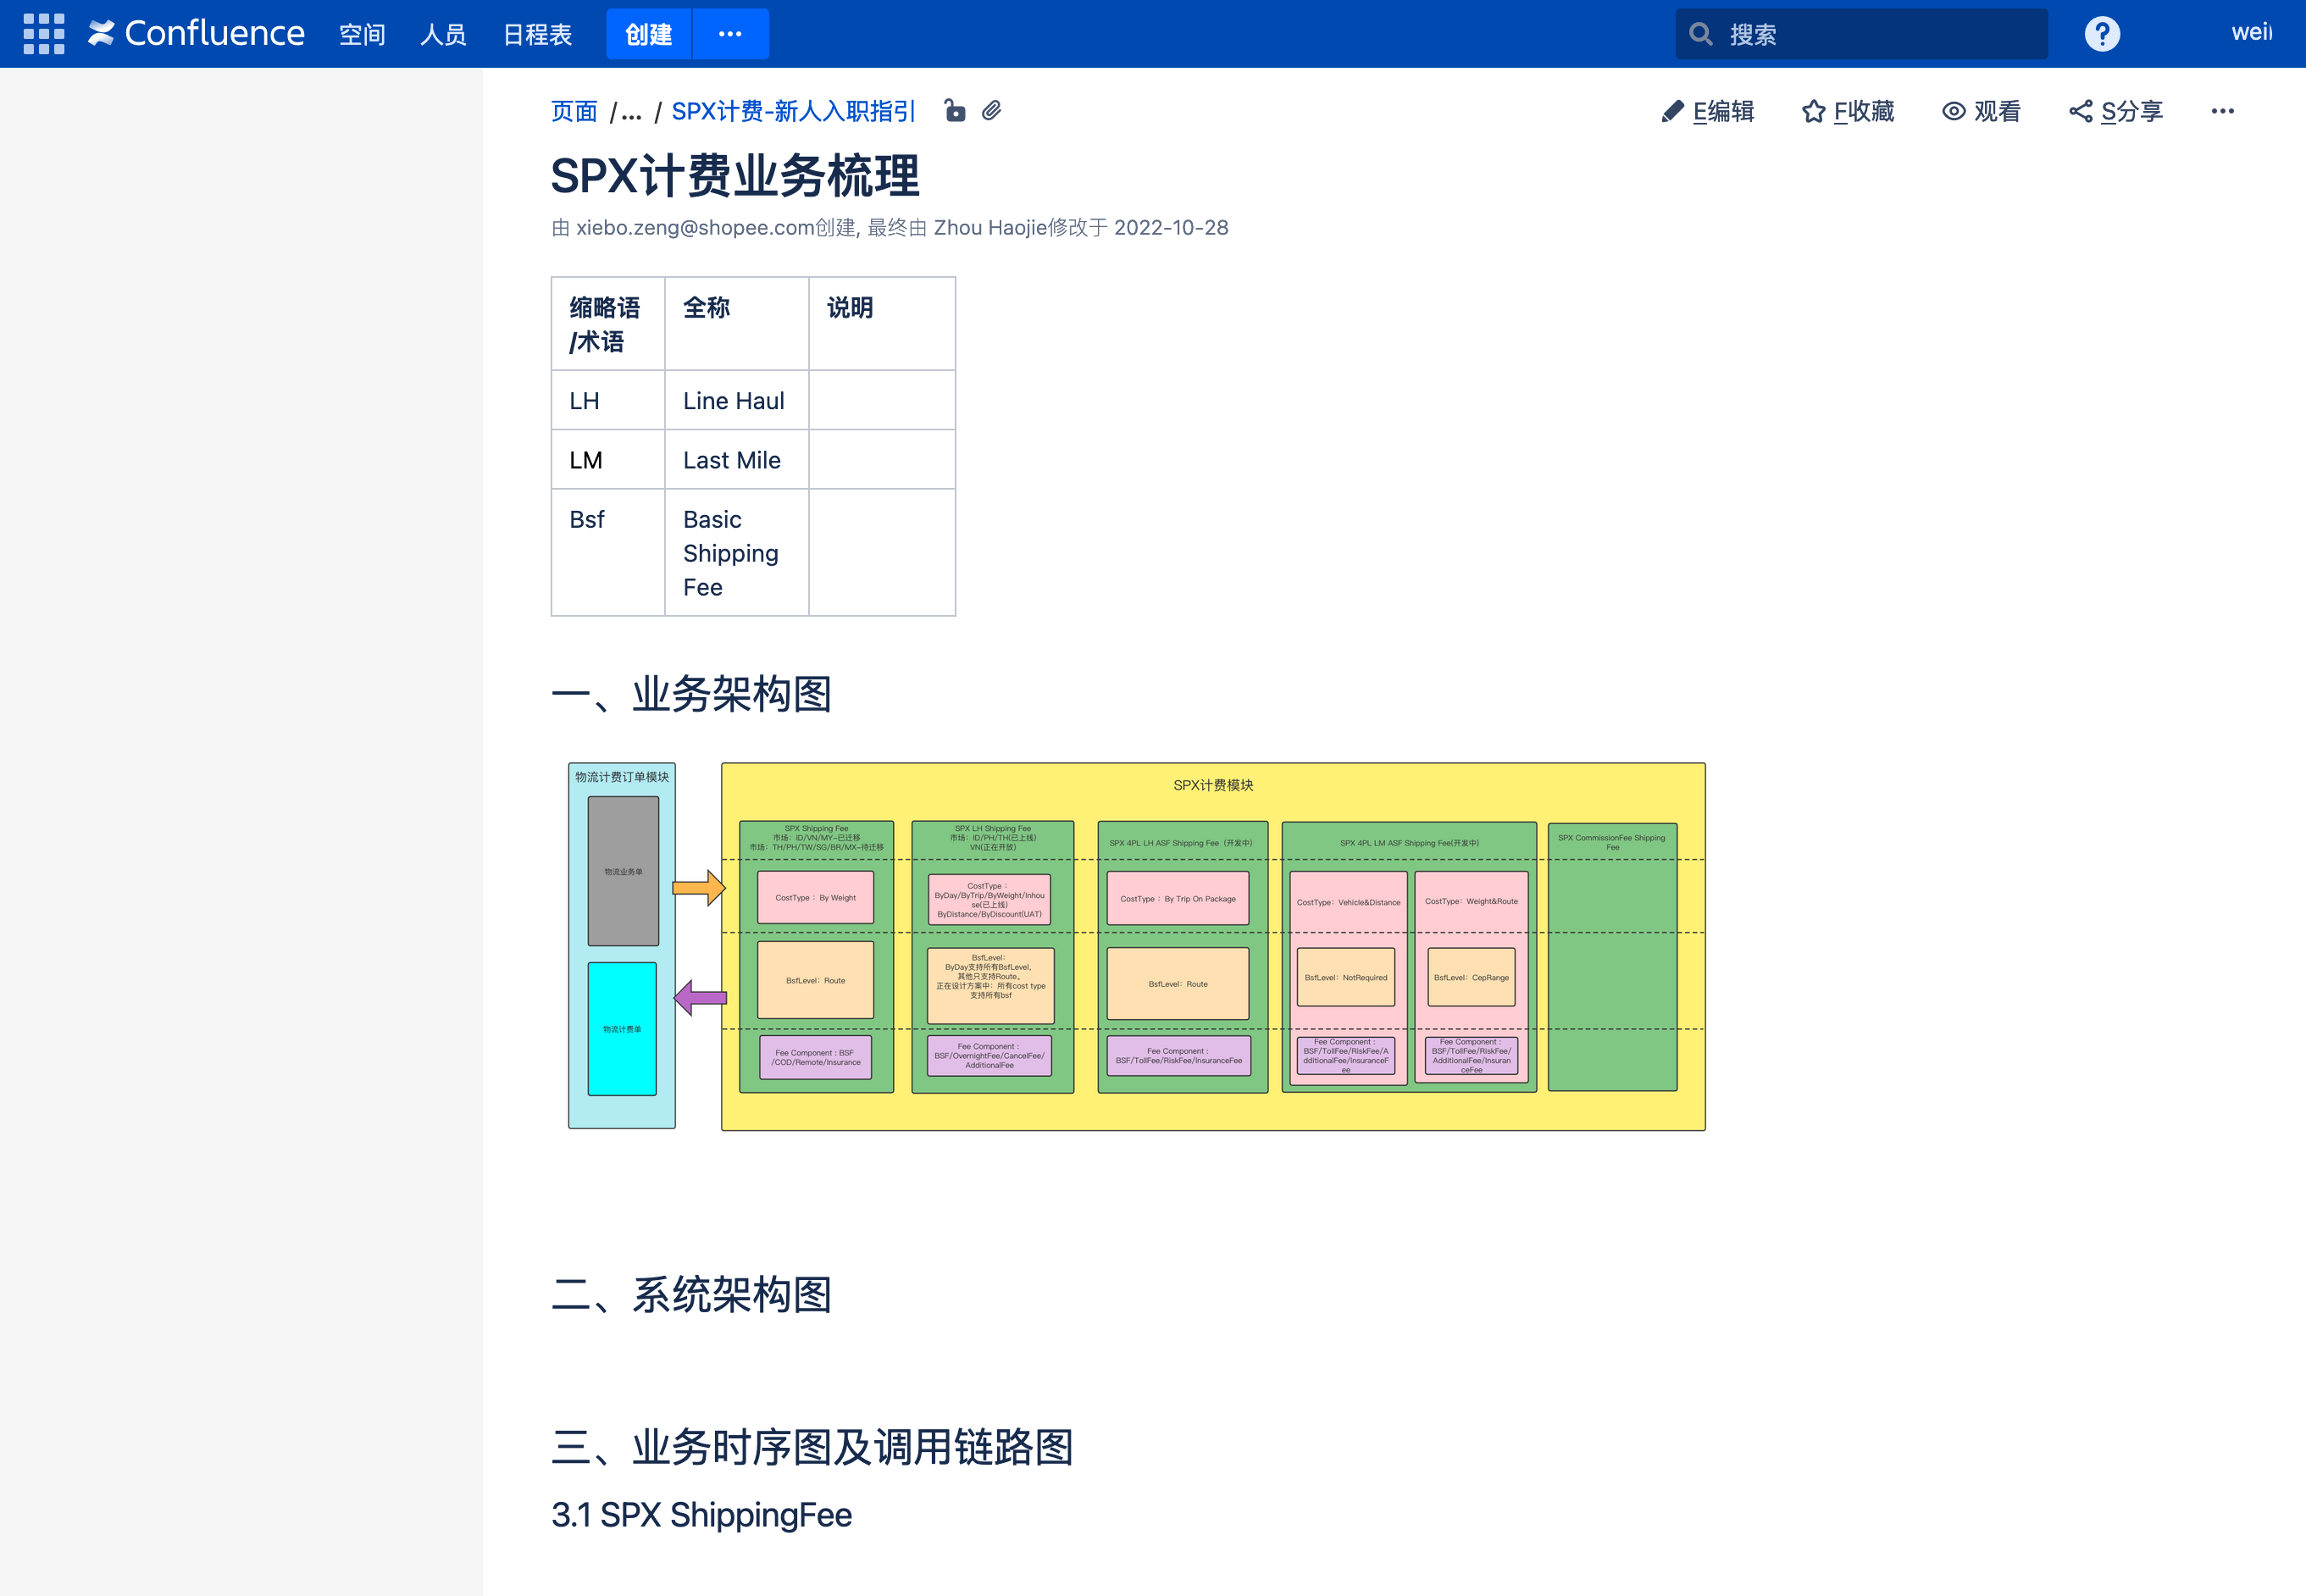 Confluence 空间 人员 日程表 创建 ··· 搜索 ? wei
页面 /... / SPX计费-新人入职指引 E编辑 F收藏 观看 S分享 ···
SPX计费业务梳理
由 xiebo.zeng@shopee.com创建, 最终由 Zhou Haojie修改于 2022-10-28
缩略语 全称 说明
/术语
LH Line Haul
LM Last Mile
Bsf Basic
Shipping
Fee
一、业务架构图
物流计费订单模块
物流业务单
物流计费单
SPX计费模块
SPX Shipping Fee
市场：ID/VN/MY-已迁移
市场：TH/PH/TW/SG/BR/MX-待迁移
CostType ：By Weight
BsfLevel：Route
Fee Component : BSF
/COD/Remote/Insurance
SPX LH Shipping Fee
市场：ID/PH/TH(已上线)
VN(正在开放)
CostType ：
ByDay/ByTrip/ByWeight/Inhou
se(已上线)
ByDistance/ByDiscount(UAT)
BsfLevel：
ByDay支持所有BsfLevel,
其他只支持Route。
正在设计方案中：所有cost type
支持所有bsf
Fee Component :
BSF/OvernightFee/CancelFee/
AdditionalFee
SPX 4PL LH ASF Shipping Fee（开发中）
CostType ：By Trip On Package
BsfLevel：Route
Fee Component :
BSF/TollFee/RiskFee/InsuranceFee
SPX 4PL LM ASF Shipping Fee(开发中)
CostType：Vehicle&Distance
BsfLevel：NotRequired
Fee Component :
BSF/TollFee/RiskFee/A
dditionalFee/InsuranceF
ee
CostType：Weight&Route
BsfLevel：CepRange
Fee Component :
BSF/TollFee/RiskFee/
AdditionalFee/Insuran
ceFee
SPX CommissionFee Shipping
Fee
二、系统架构图
三、业务时序图及调用链路图
3.1 SPX ShippingFee